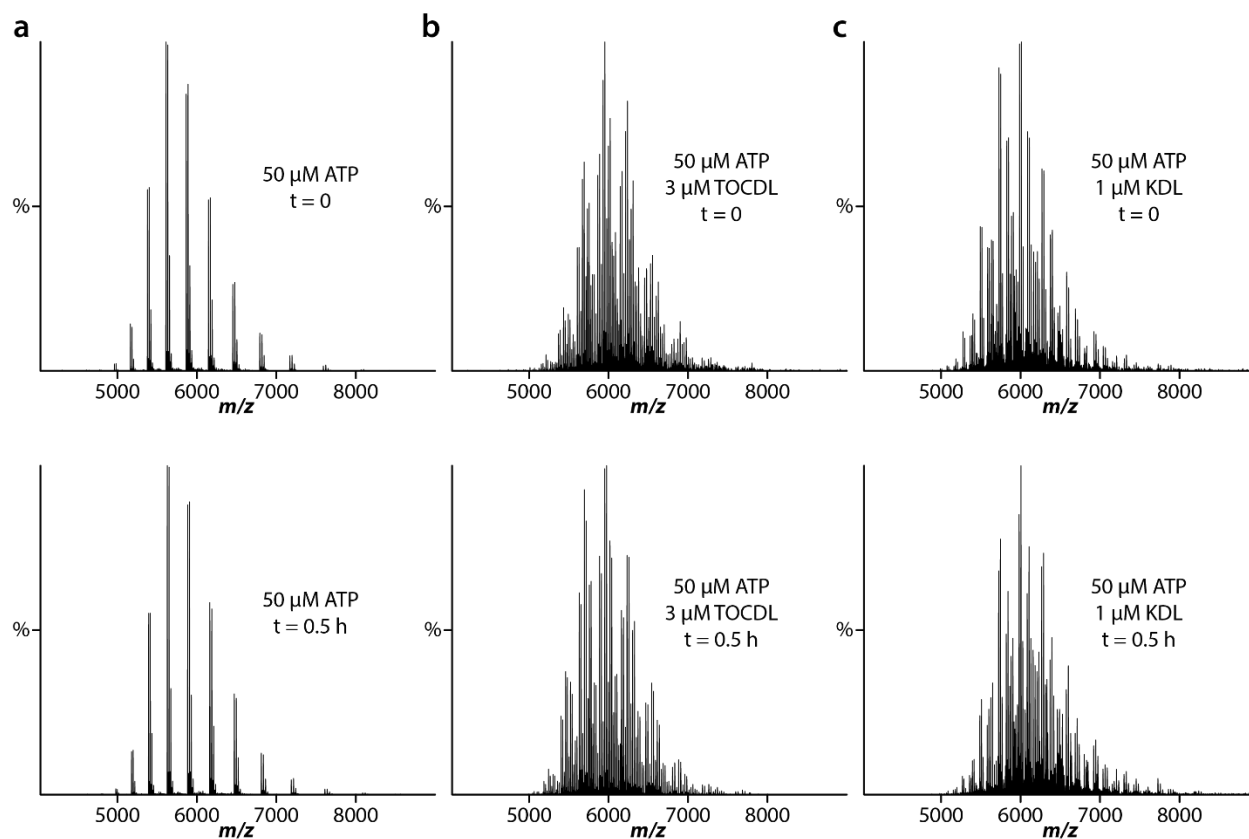 a
50 µM ATP
t = 0
%
5000 6000 7000 8000
m/z
b
50 µM ATP
3 µM TOCDL
t = 0
%
5000 6000 7000 8000
m/z
c
50 µM ATP
1 µM KDL
t = 0
%
5000 6000 7000 8000
m/z
50 µM ATP
t = 0.5 h
%
5000 6000 7000 8000
m/z
50 µM ATP
3 µM TOCDL
t = 0.5 h
%
5000 6000 7000 8000
m/z
50 µM ATP
1 µM KDL
t = 0.5 h
%
5000 6000 7000 8000
m/z